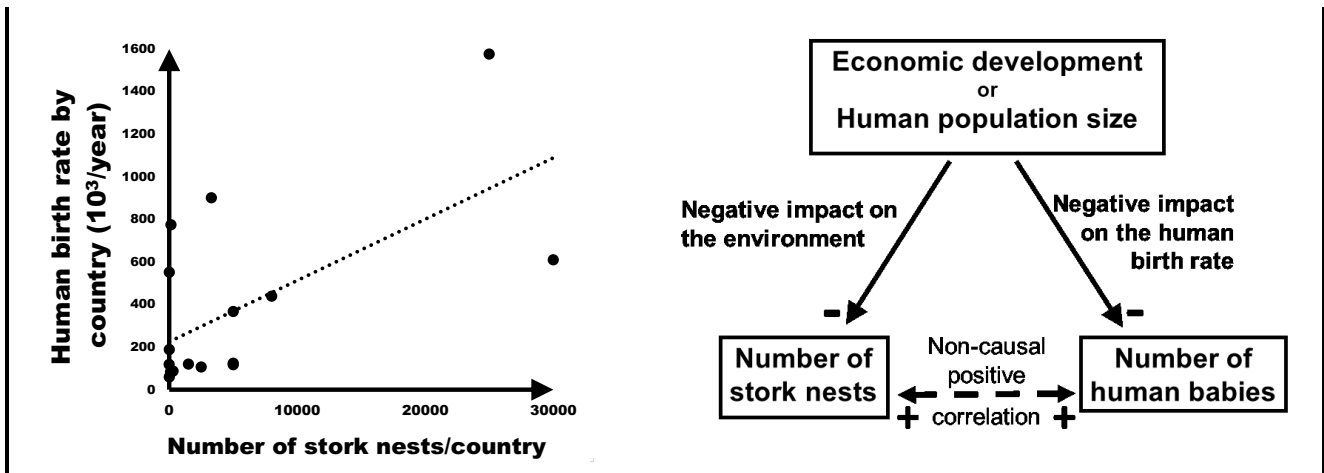 Human birth rate by
country (10³/year)
1600
1400
1200
1000
800
600
400
200
0
0
10000
20000
30000
Number of stork nests/country
Economic development
or
Human population size
Negative impact on
the environment
Negative impact
on the human
birth rate
-
-
Number of
stork nests
Non-causal
positive
+ correlation +
Number of
human babies